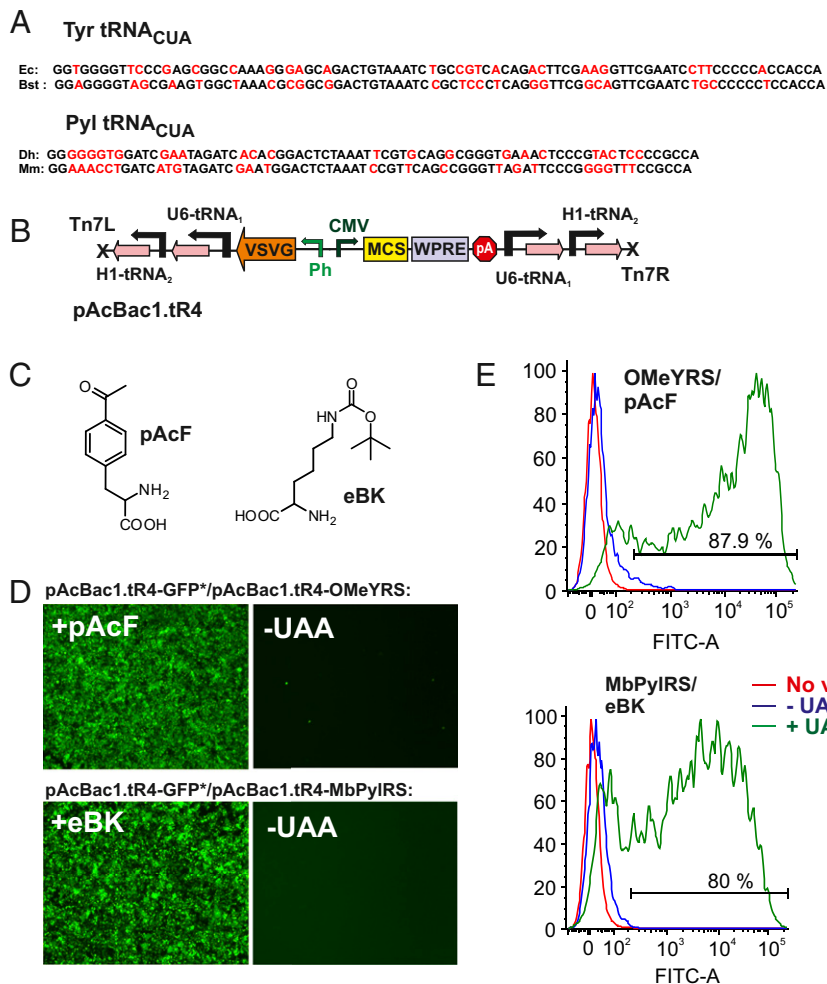 A
Tyr tRNACUA
Ec: GGTGGGGTTCCCGAGCGGCCAAAGGGAGCAGACTGTAAATCTGCCGTCACAGACTTCGAAGGTTCGAATCCTTCCCCCACCACCA
Bst : GGAGGGGTAGCGAAGTGGCTAAACGCGGCGGACTGTAAATCCGCTCCCTCAGGGTTCGGCAGTTCGAATCTGCCCCCCTCCACCA
Pyl tRNACUA
Dh: GGGGGGTGGATCGAATAGATCACACGGACTCTAAATTCGTGCAGGCGGGTGAAACTCCCGTACTCCCCGCCA
Mm: GGAAACCTGATCATGTAGATCGAATGGACTCTAAATCCGTTCAGCCGGGTTAGATTCCCGGGGTTTCCGCCA
B
Tn7L
U6-tRNA1
CMV
H1-tRNA2
X
VSVG
MCS
WPRE
pA
X
H1-tRNA2
Ph
U6-tRNA1
Tn7R
pAcBac1.tR4
C
O
pAcF
NH2
COOH
O
NH
O
eBK
HOOC
NH2
D
pAcBac1.tR4-GFP*/pAcBac1.tR4-OMeYRS:
+pAcF
-UAA
pAcBac1.tR4-GFP*/pAcBac1.tR4-MbPylRS:
+eBK
-UAA
E
OMeYRS/
pAcF
100
80
60
40
20
0
87.9 %
0 102 103 104 105
FITC-A
MbPylRS/
eBK
No v
- UA
+ UA
100
80
60
40
20
0
80 %
0 102 103 104 105
FITC-A